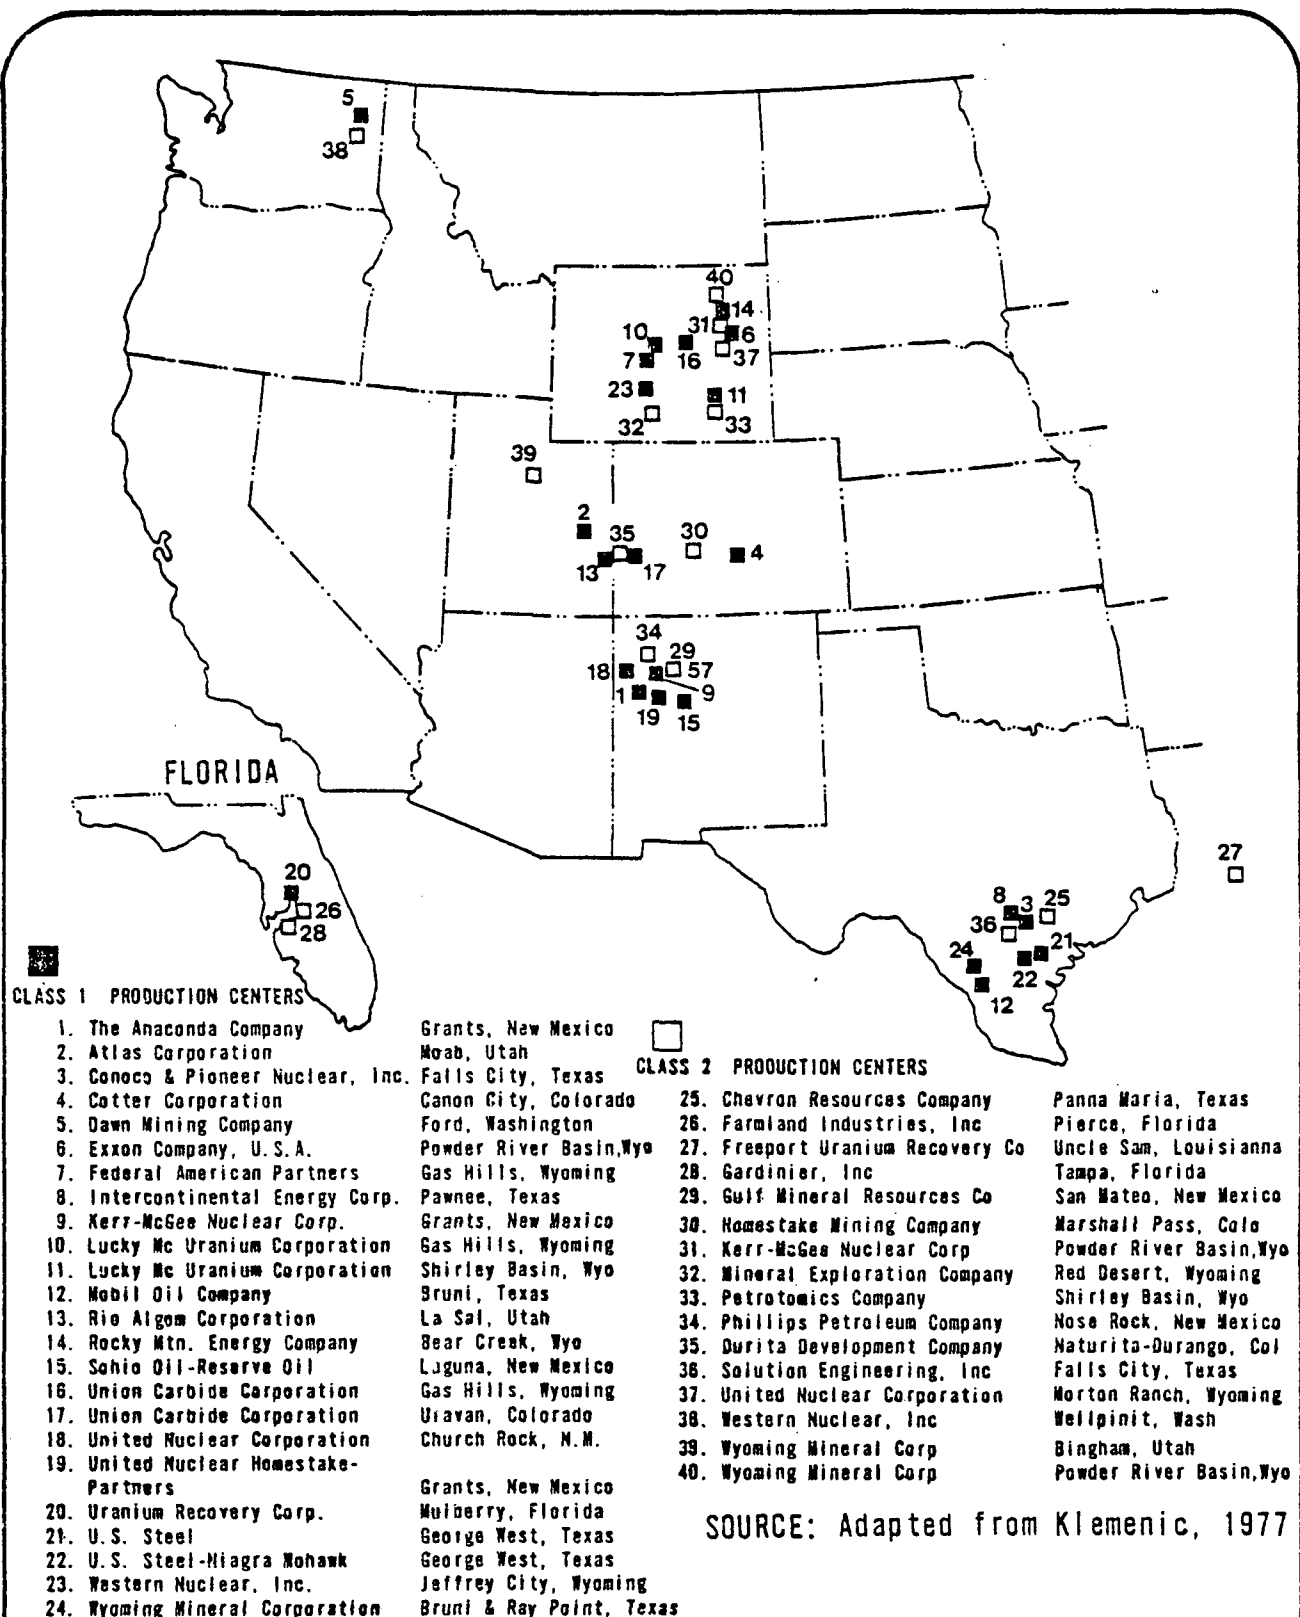 5
38
40
14
31
6
10
16
37
7
23
11
32
33
39
2
35
30
4
13
17
34
29
18
57
1
9
19
15
FLORIDA
27
20
26
28
8
3
25
36
24
21
22
12
CLASS 1 PRODUCTION CENTERS
1. The Anaconda Company Grants, New Mexico
2. Atlas Corporation Moab, Utah
3. Conoco & Pioneer Nuclear, Inc. Falls City, Texas
4. Cotter Corporation Canon City, Colorado
5. Dawn Mining Company Ford, Washington
6. Exxon Company, U.S.A. Powder River Basin,Wyo
7. Federal American Partners Gas Hills, Wyoming
8. Intercontinental Energy Corp. Pawnee, Texas
9. Kerr-McGee Nuclear Corp. Grants, New Mexico
10. Lucky Mc Uranium Corporation Gas Hills, Wyoming
11. Lucky Mc Uranium Corporation Shirley Basin, Wyo
12. Mobil Oil Company Bruni, Texas
13. Rio Algom Corporation La Sal, Utah
14. Rocky Mtn. Energy Company Bear Creek, Wyo
15. Sohio Oil-Reserve Oil Laguna, New Mexico
16. Union Carbide Corporation Gas Hills, Wyoming
17. Union Carbide Corporation Uravan, Colorado
18. United Nuclear Corporation Church Rock, N.M.
19. United Nuclear Homestake-
Partners Grants, New Mexico
20. Uranium Recovery Corp. Mulberry, Florida
21. U.S. Steel George West, Texas
22. U.S. Steel-Niagra Mohawk George West, Texas
23. Western Nuclear, Inc. Jeffrey City, Wyoming
24. Wyoming Mineral Corporation Bruni & Ray Point, Texas
CLASS 2 PRODUCTION CENTERS
25. Chevron Resources Company Panna Maria, Texas
26. Farmland Industries, Inc Pierce, Florida
27. Freeport Uranium Recovery Co Uncle Sam, Louisianna
28. Gardinier, Inc Tampa, Florida
29. Gulf Mineral Resources Co San Mateo, New Mexico
30. Homestake Mining Company Marshall Pass, Colo
31. Kerr-McGee Nuclear Corp Powder River Basin,Wyo
32. Mineral Exploration Company Red Desert, Wyoming
33. Petrotomics Company Shirley Basin, Wyo
34. Phillips Petroleum Company Nose Rock, New Mexico
35. Durita Development Company Naturita-Durango, Col
36. Solution Engineering, Inc Falls City, Texas
37. United Nuclear Corporation Morton Ranch, Wyoming
38. Western Nuclear, Inc Wellpinit, Wash
39. Wyoming Mineral Corp Bingham, Utah
40. Wyoming Mineral Corp Powder River Basin,Wyo
SOURCE: Adapted from Klemenic, 1977